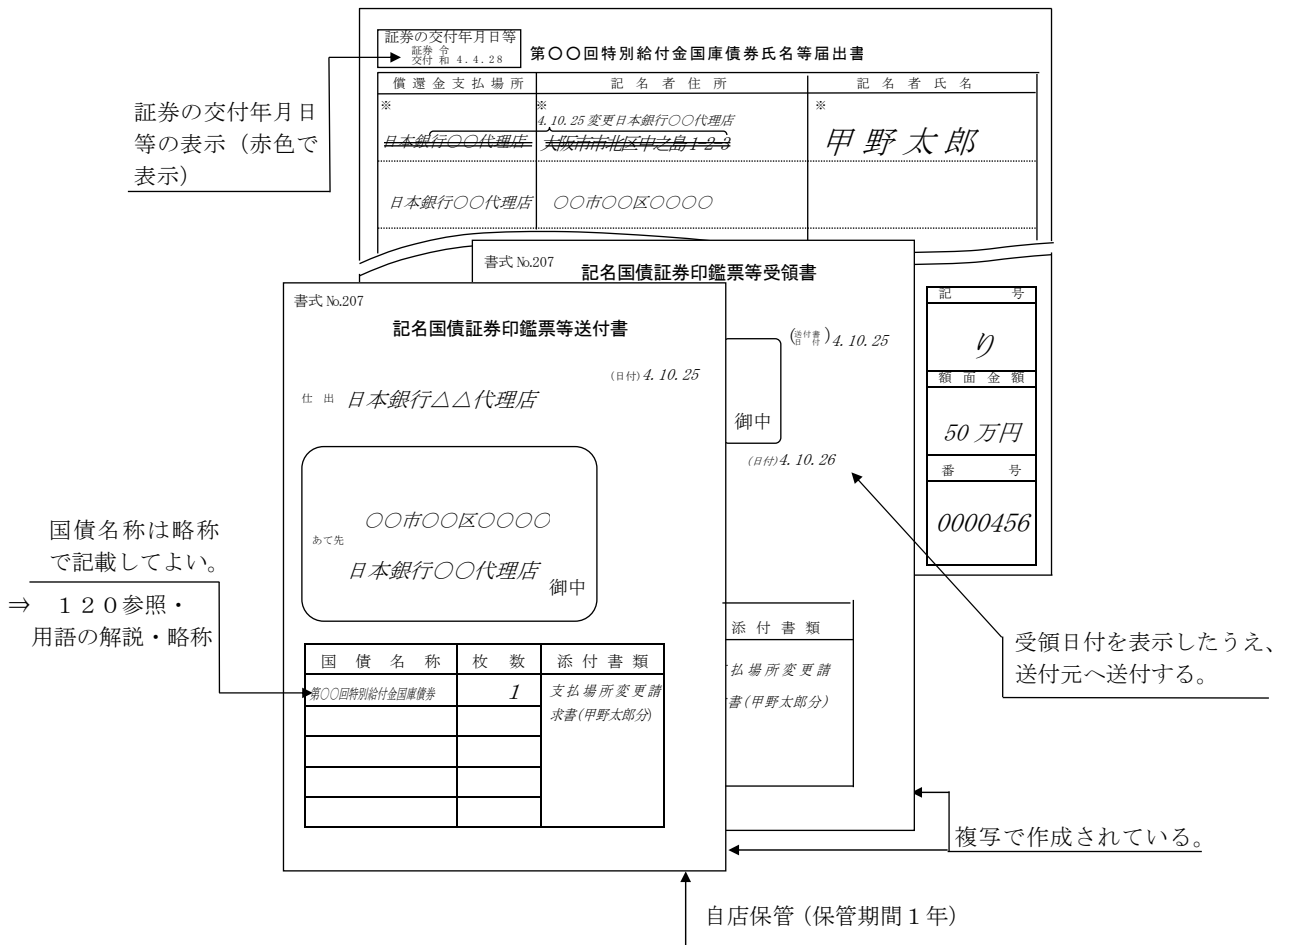 証券の交付年月日等
証券 令
交付 和 4.4.28
第〇〇回特別給付金国庫債券氏名等届出書
償還金支払場所 記名者住所 記名者氏名
※ ※ ※
4.10.25変更日本銀行〇〇代理店
日本銀行〇〇代理店 大阪市市北区中之島1-2-3 甲野太郎
日本銀行〇〇代理店 〇〇市〇〇区〇〇〇〇
証券の交付年月日
等の表示（赤色で
表示）
記号
り
額面金額
50万円
番号
0000456
書式№207
記名国債証券印鑑票等受領書
(送付書
日付) 4.10.25
御中
(日付)4.10.26
添付書類
払場所変更請
書(甲野太郎分)
書式№207
記名国債証券印鑑票等送付書
(日付)4.10.25
仕出 日本銀行△△代理店
〇〇市〇〇区〇〇〇〇
あて先
日本銀行〇〇代理店 御中
国債名称 枚数 添付書類
第〇〇回特別給付金国庫債券 1 支払場所変更請
求書(甲野太郎分)
国債名称は略称
で記載してよい。
⇒ １２０参照・
用語の解説・略称
受領日付を表示したうえ、
送付元へ送付する。
複写で作成されている。
自店保管（保管期間１年）